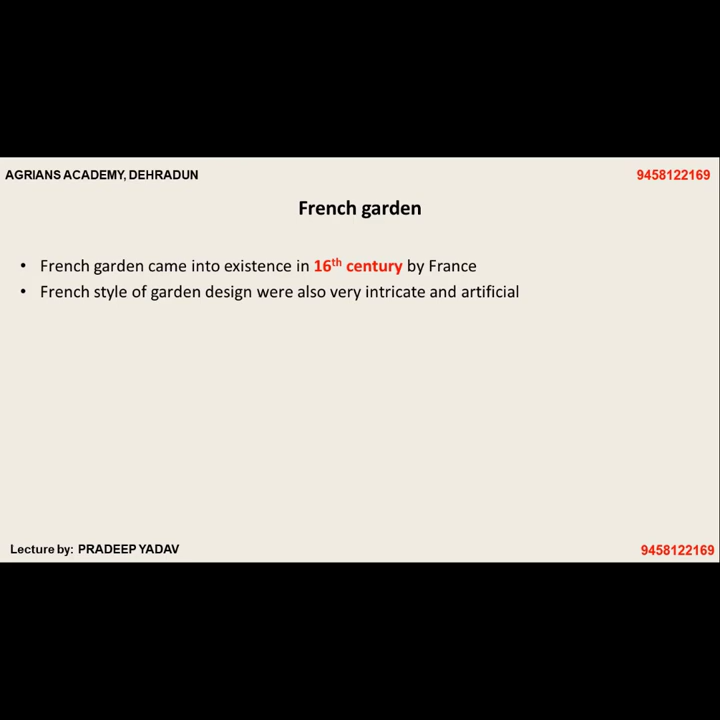 AGRIANS ACADEMY, DEHRADUN 9458122169
French garden
• French garden came into existence in 16th century by France
• French style of garden design were also very intricate and artificial
Lecture by: PRADEEP YADAV 9458122169